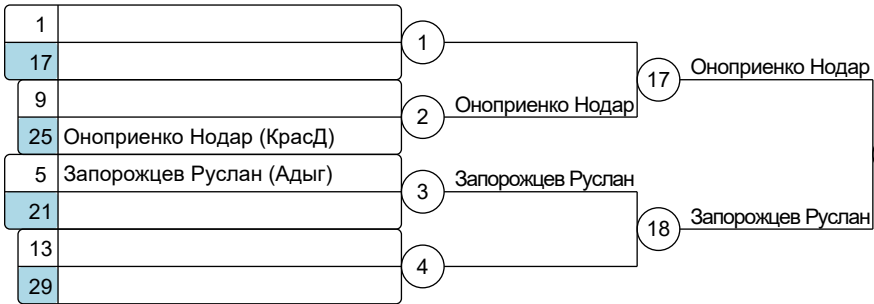 1
17
1
9
25 Оноприенко Нодар (КрасД)
2
Оноприенко Нодар
17
Оноприенко Нодар
5 Запорожцев Руслан (Адыг)
21
3
Запорожцев Руслан
13
29
4
18
Запорожцев Руслан